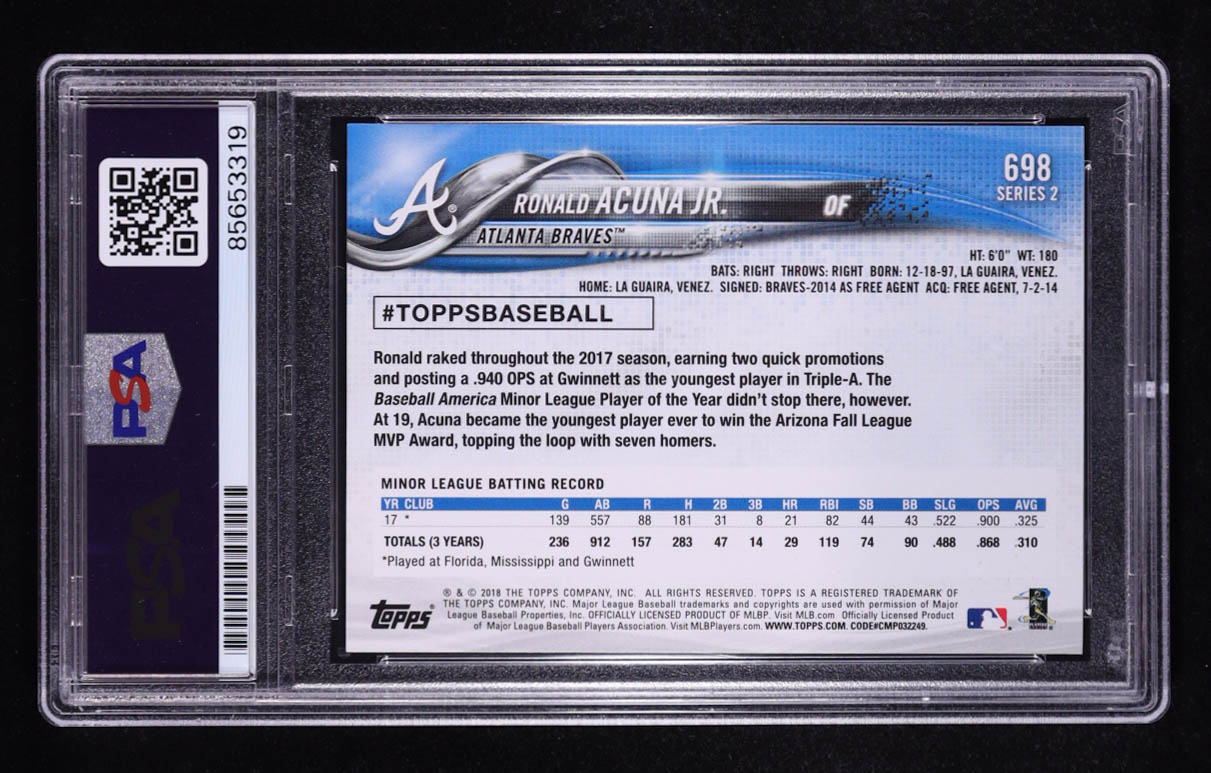 85653319
PSA
PSA
698
SERIES 2
A®
RONALD ACUNA JR. OF
ATLANTA BRAVES™
HT: 6'0" WT: 180
BATS: RIGHT THROWS: RIGHT BORN: 12-18-97, LA GUAIRA, VENEZ.
HOME: LA GUAIRA, VENEZ. SIGNED: BRAVES-2014 AS FREE AGENT ACQ: FREE AGENT, 7-2-14
#TOPPSBASEBALL
Ronald raked throughout the 2017 season, earning two quick promotions
and posting a .940 OPS at Gwinnett as the youngest player in Triple-A. The
Baseball America Minor League Player of the Year didn't stop there, however.
At 19, Acuna became the youngest player ever to win the Arizona Fall League
MVP Award, topping the loop with seven homers.
MINOR LEAGUE BATTING RECORD
YR CLUB G AB R H 2B 3B HR RBI SB BB SLG OPS AVG
17 * 139 557 88 181 31 8 21 82 44 43 .522 .900 .325
TOTALS (3 YEARS) 236 912 157 283 47 14 29 119 74 90 .488 .868 .310
*Played at Florida, Mississippi and Gwinnett
® & © 2018 THE TOPPS COMPANY, INC. ALL RIGHTS RESERVED. TOPPS IS A REGISTERED TRADEMARK OF
THE TOPPS COMPANY, INC. Major League Baseball trademarks and copyrights are used with permission of Major
League Baseball Properties, Inc. OFFICIALLY LICENSED PRODUCT OF MLBP. Visit MLB.com Officially Licensed Product
of Major League Baseball Players Association. Visit MLBPlayers.com. WWW.TOPPS.COM. CODE#CMP032249.
topps®